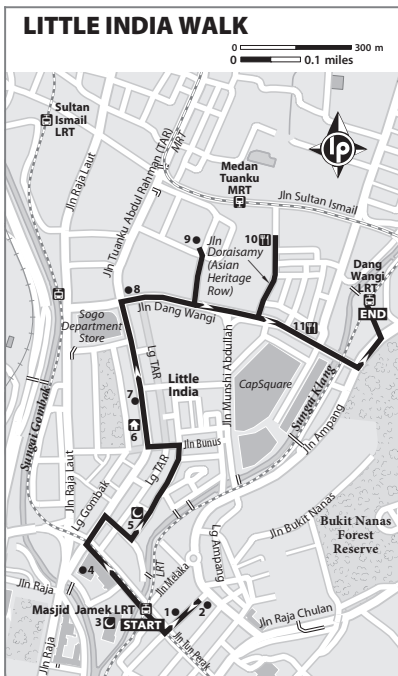 LITTLE INDIA WALK
0 300 m
0 0.1 miles
Sultan
Ismail
LRT
Jln Raja Laut
Jln Tuanku Abdul Rahman (TAR)
MRT
lp
Medan
Tuanku
MRT
Jln Sultan Ismail
9
Jln
Doraisamy
(Asian
Heritage
Row)
10
Dang
Wangi
LRT
END
8
Jln Dang Wangi
11
Sogo
Department
Store
Lg TAR
Jln Munshi Abdullah
CapSquare
Sungai Klang
Jln Ampang
Little
India
7
6
Jln Bunus
Sungai Gombak
Jln Raja Laut
Lg TAR
Lg Gombak
5
Lg Ampang
Jln Bukit Nanas
Bukit Nanas
Forest
Reserve
4
LRT
Jln Melaka
Jln Raja
Masjid Jamek LRT
1
2
3
START
Jln Raja Chulan
Jln Tun Perak
Jln Raja